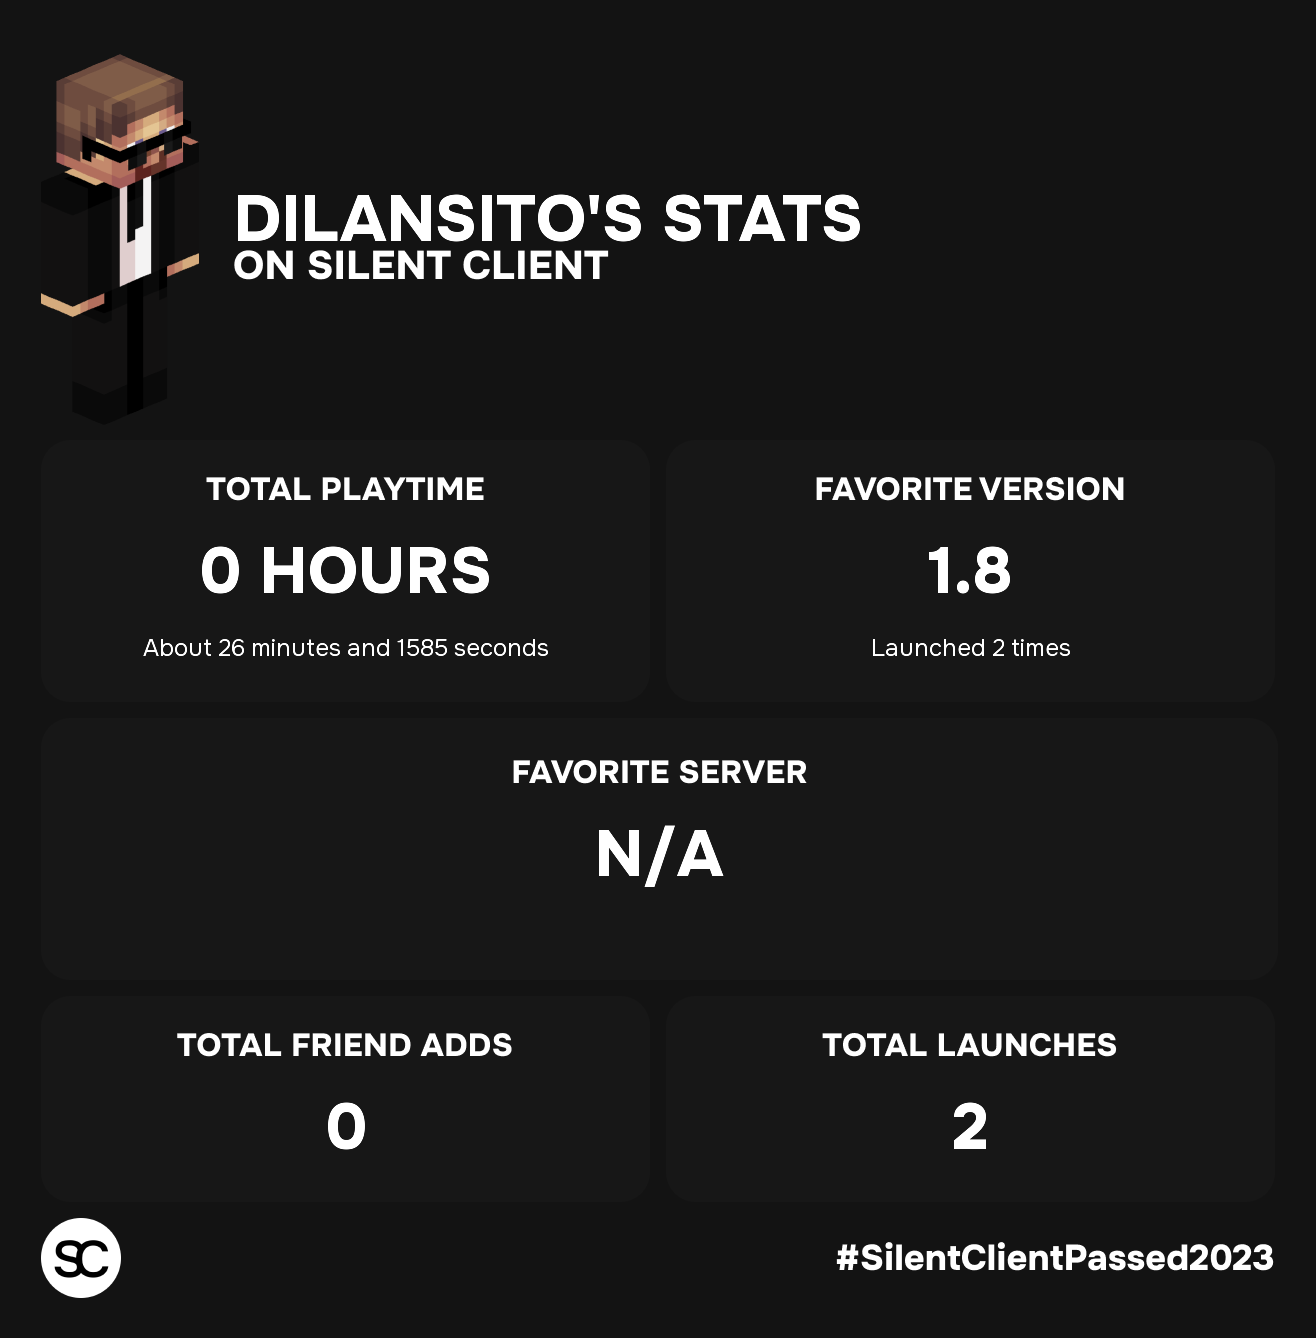 DILANSITO'S STATS
ON SILENT CLIENT
TOTAL PLAYTIME
0 HOURS
About 26 minutes and 1585 seconds
FAVORITE VERSION
1.8
Launched 2 times
FAVORITE SERVER
N/A
TOTAL FRIEND ADDS
0
TOTAL LAUNCHES
2
SC
#SilentClientPassed2023